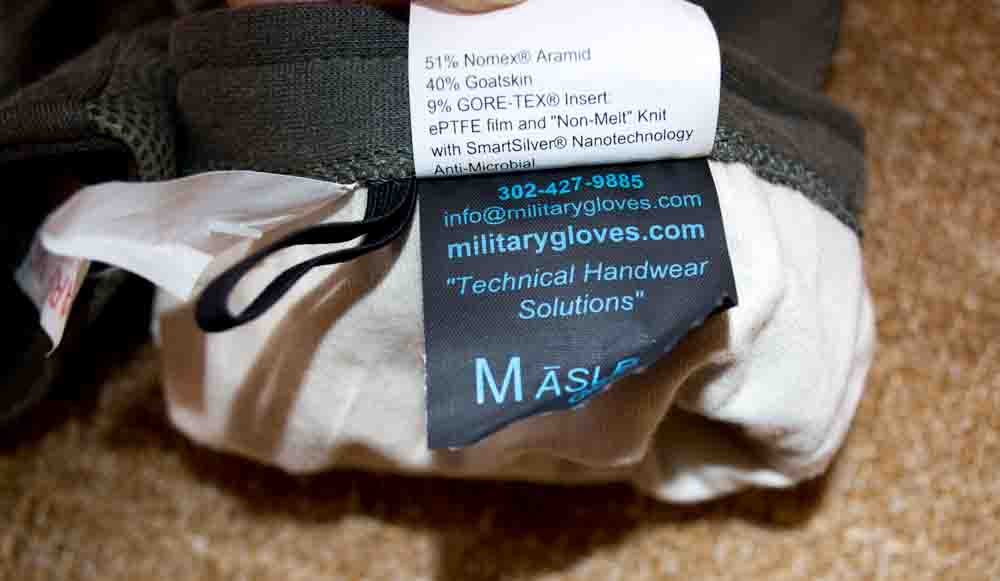 51% Nomex® Aramid
40% Goatskin
9% GORE-TEX® Insert:
ePTFE film and "Non-Melt" Knit
with SmartSilver® Nanotechnology
Anti-Microbial
302-427-9885
info@militarygloves.com
militarygloves.com
"Technical Handwear
Solutions"